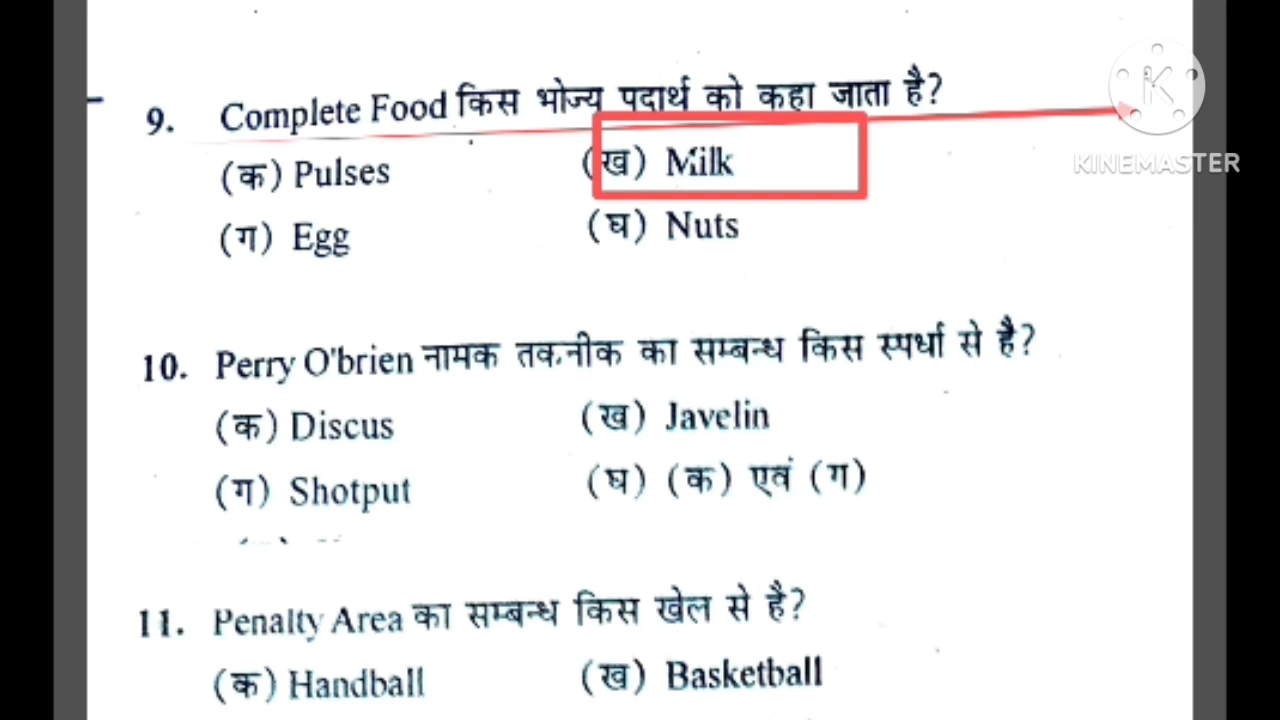 9. Complete Food किस भोज्य पदार्थ को कहा जाता है?
KINEMASTER
(क) Pulses (ख) Milk
(ग) Egg (घ) Nuts
10. Perry O'brien नामक तकनीक का सम्बन्ध किस स्पर्धा से है?
(क) Discus (ख) Javelin
(ग) Shotput (घ) (क) एवं (ग)
11. Penalty Area का सम्बन्ध किस खेल से है?
(क) Handball (ख) Basketball